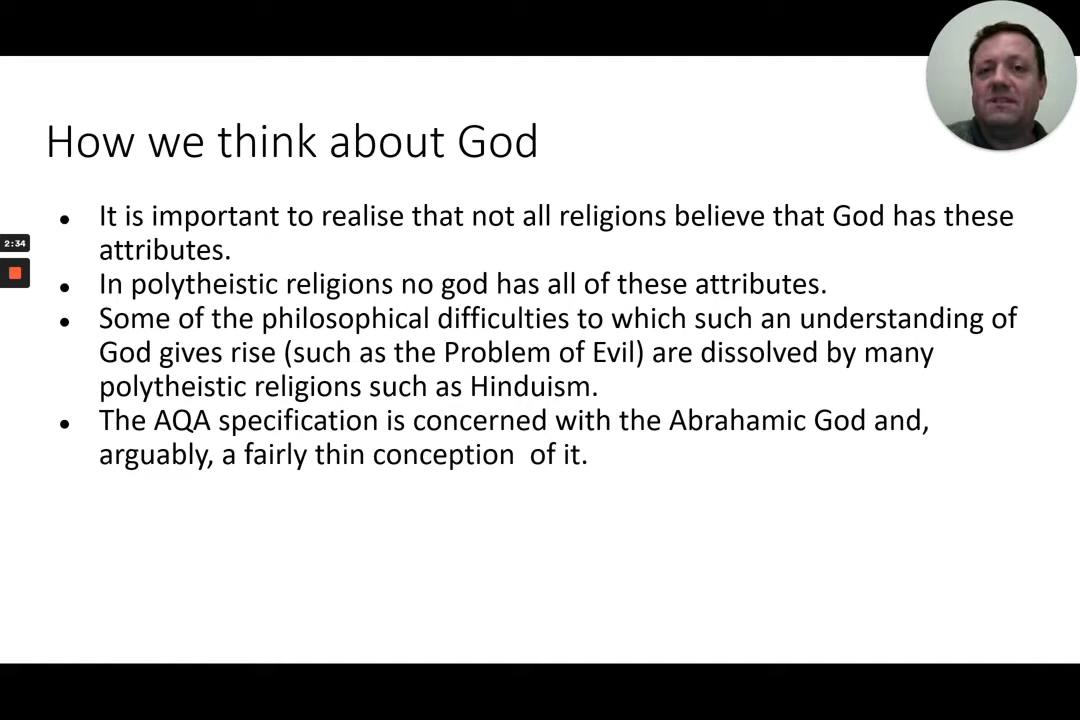 How we think about God
● It is important to realise that not all religions believe that God has these
attributes.
● In polytheistic religions no god has all of these attributes.
● Some of the philosophical difficulties to which such an understanding of
God gives rise (such as the Problem of Evil) are dissolved by many
polytheistic religions such as Hinduism.
● The AQA specification is concerned with the Abrahamic God and,
arguably, a fairly thin conception  of it.
2:34